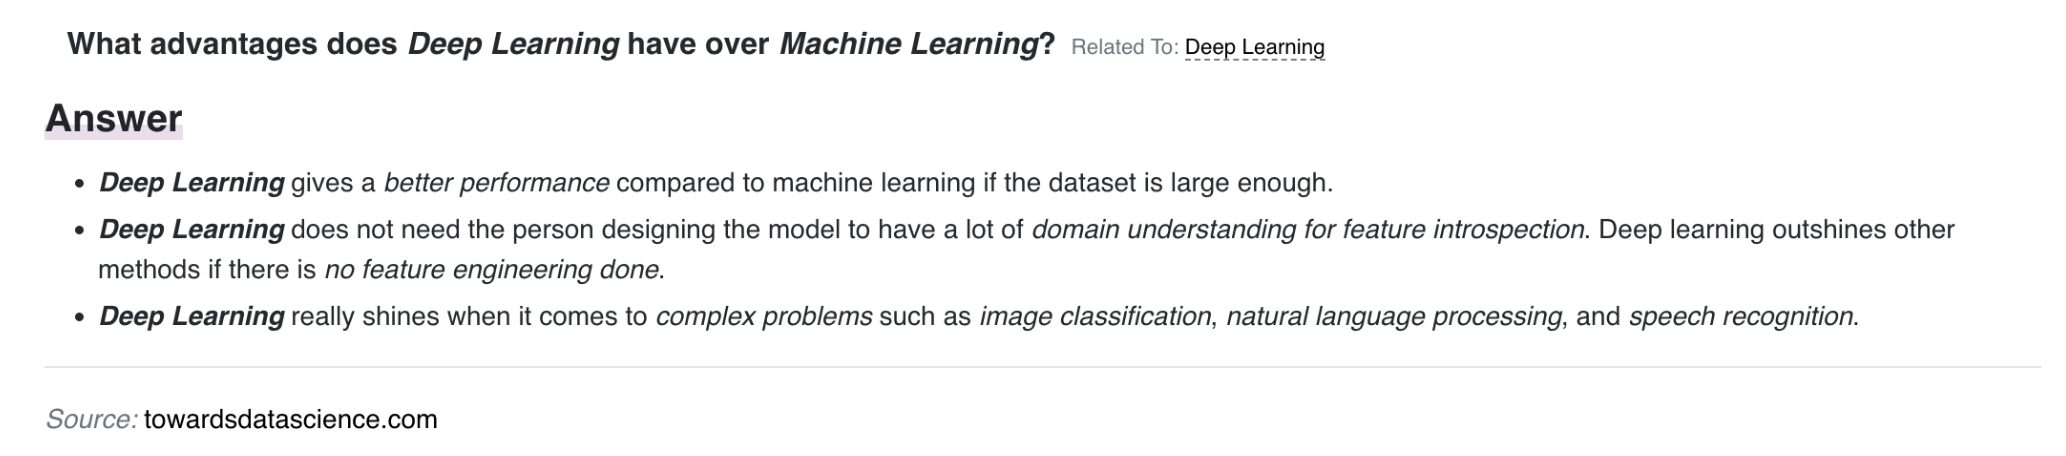 What advantages does Deep Learning have over Machine Learning? Related To: Deep Learning
Answer
• Deep Learning gives a better performance compared to machine learning if the dataset is large enough.
• Deep Learning does not need the person designing the model to have a lot of domain understanding for feature introspection. Deep learning outshines other
methods if there is no feature engineering done.
• Deep Learning really shines when it comes to complex problems such as image classification, natural language processing, and speech recognition.
Source: towardsdatascience.com